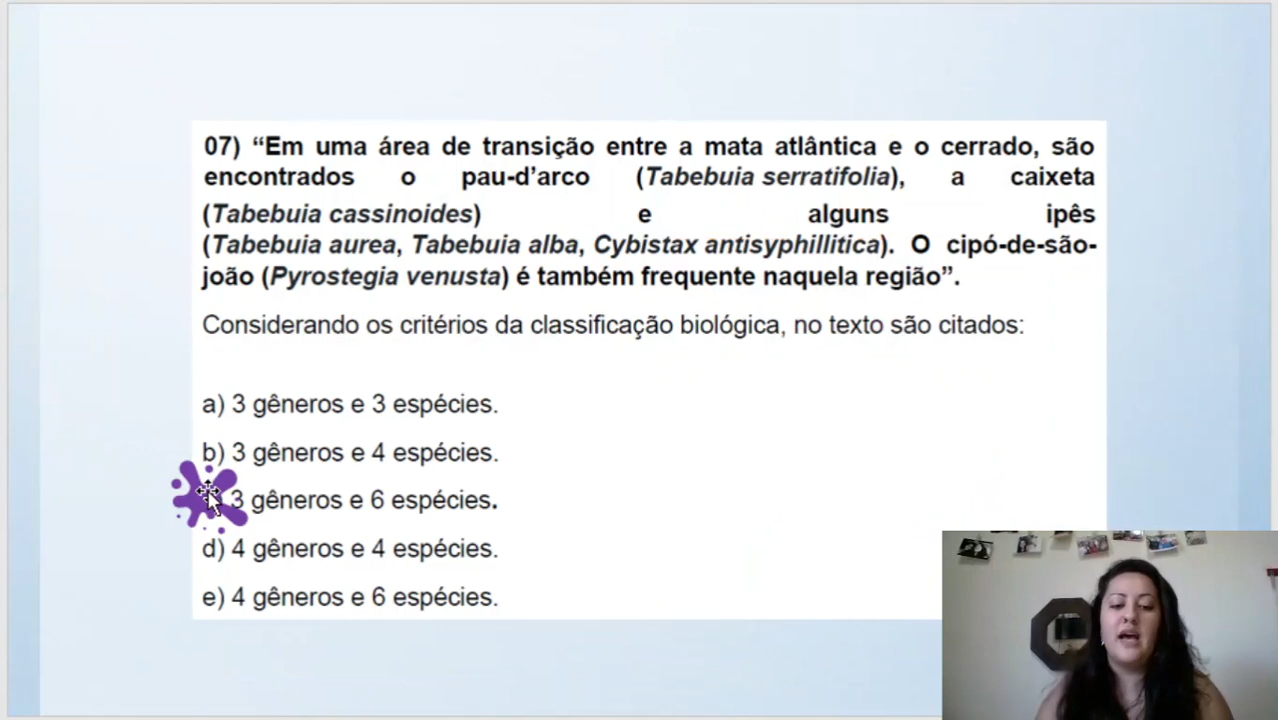 07) “Em uma área de transição entre a mata atlântica e o cerrado, são
encontrados o pau-d’arco (Tabebuia serratifolia), a caixeta
(Tabebuia cassinoides) e alguns ipês
(Tabebuia aurea, Tabebuia alba, Cybistax antisyphillitica). O cipó-de-são-
joão (Pyrostegia venusta) é também frequente naquela região”.
Considerando os critérios da classificação biológica, no texto são citados:
a) 3 gêneros e 3 espécies.
b) 3 gêneros e 4 espécies.
3 gêneros e 6 espécies.
d) 4 gêneros e 4 espécies.
e) 4 gêneros e 6 espécies.